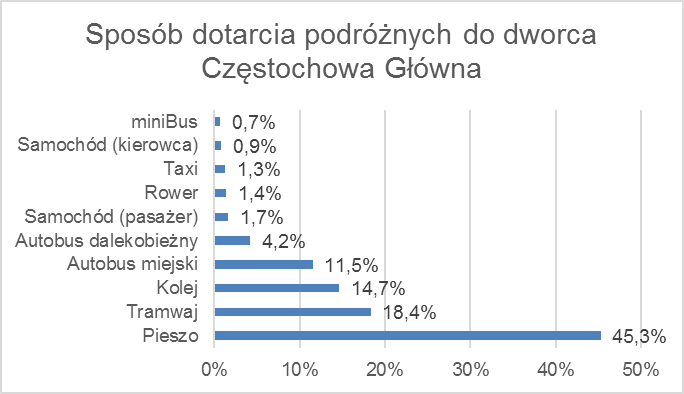 Sposób dotarcia podróżnych do dworca
Częstochowa Główna
miniBus 0,7%
Samochód (kierowca) 0,9%
Taxi 1,3%
Rower 1,4%
Samochód (pasażer) 1,7%
Autobus dalekobieżny 4,2%
Autobus miejski 11,5%
Kolej 14,7%
Tramwaj 18,4%
Pieszo 45,3%
0% 10% 20% 30% 40% 50%